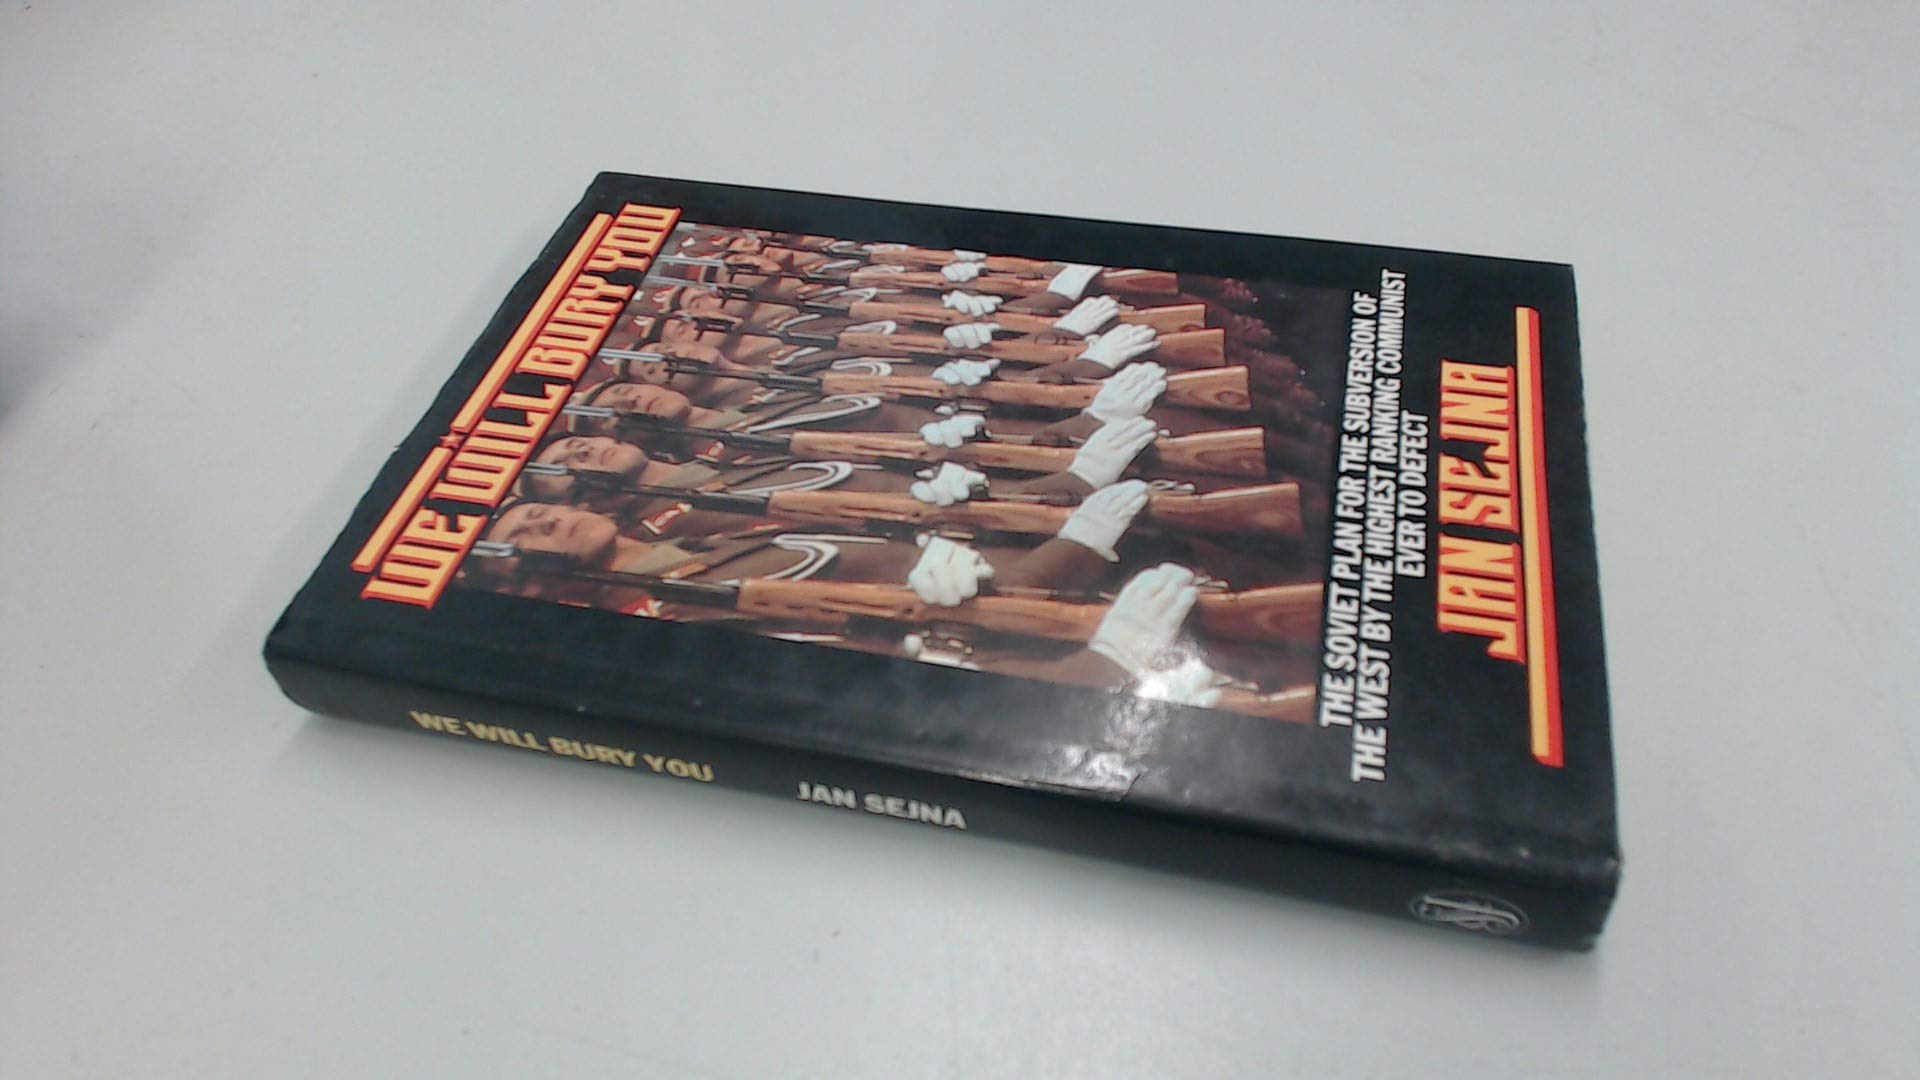 WE WILL BURY YOU
THE SOVIET PLAN FOR THE SUBVERSION OF
THE WEST BY THE HIGHEST RANKING COMMUNIST
EVER TO DEFECT
JAN SEJNA
WE WILL BURY YOU JAN SEJNA